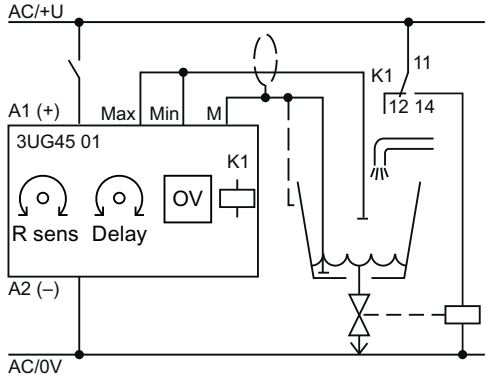 AC/+U
11
K1
12 14
A1 (+) Max Min M
3UG45 01
K1
OV
R sens Delay
A2 (–)
AC/0V